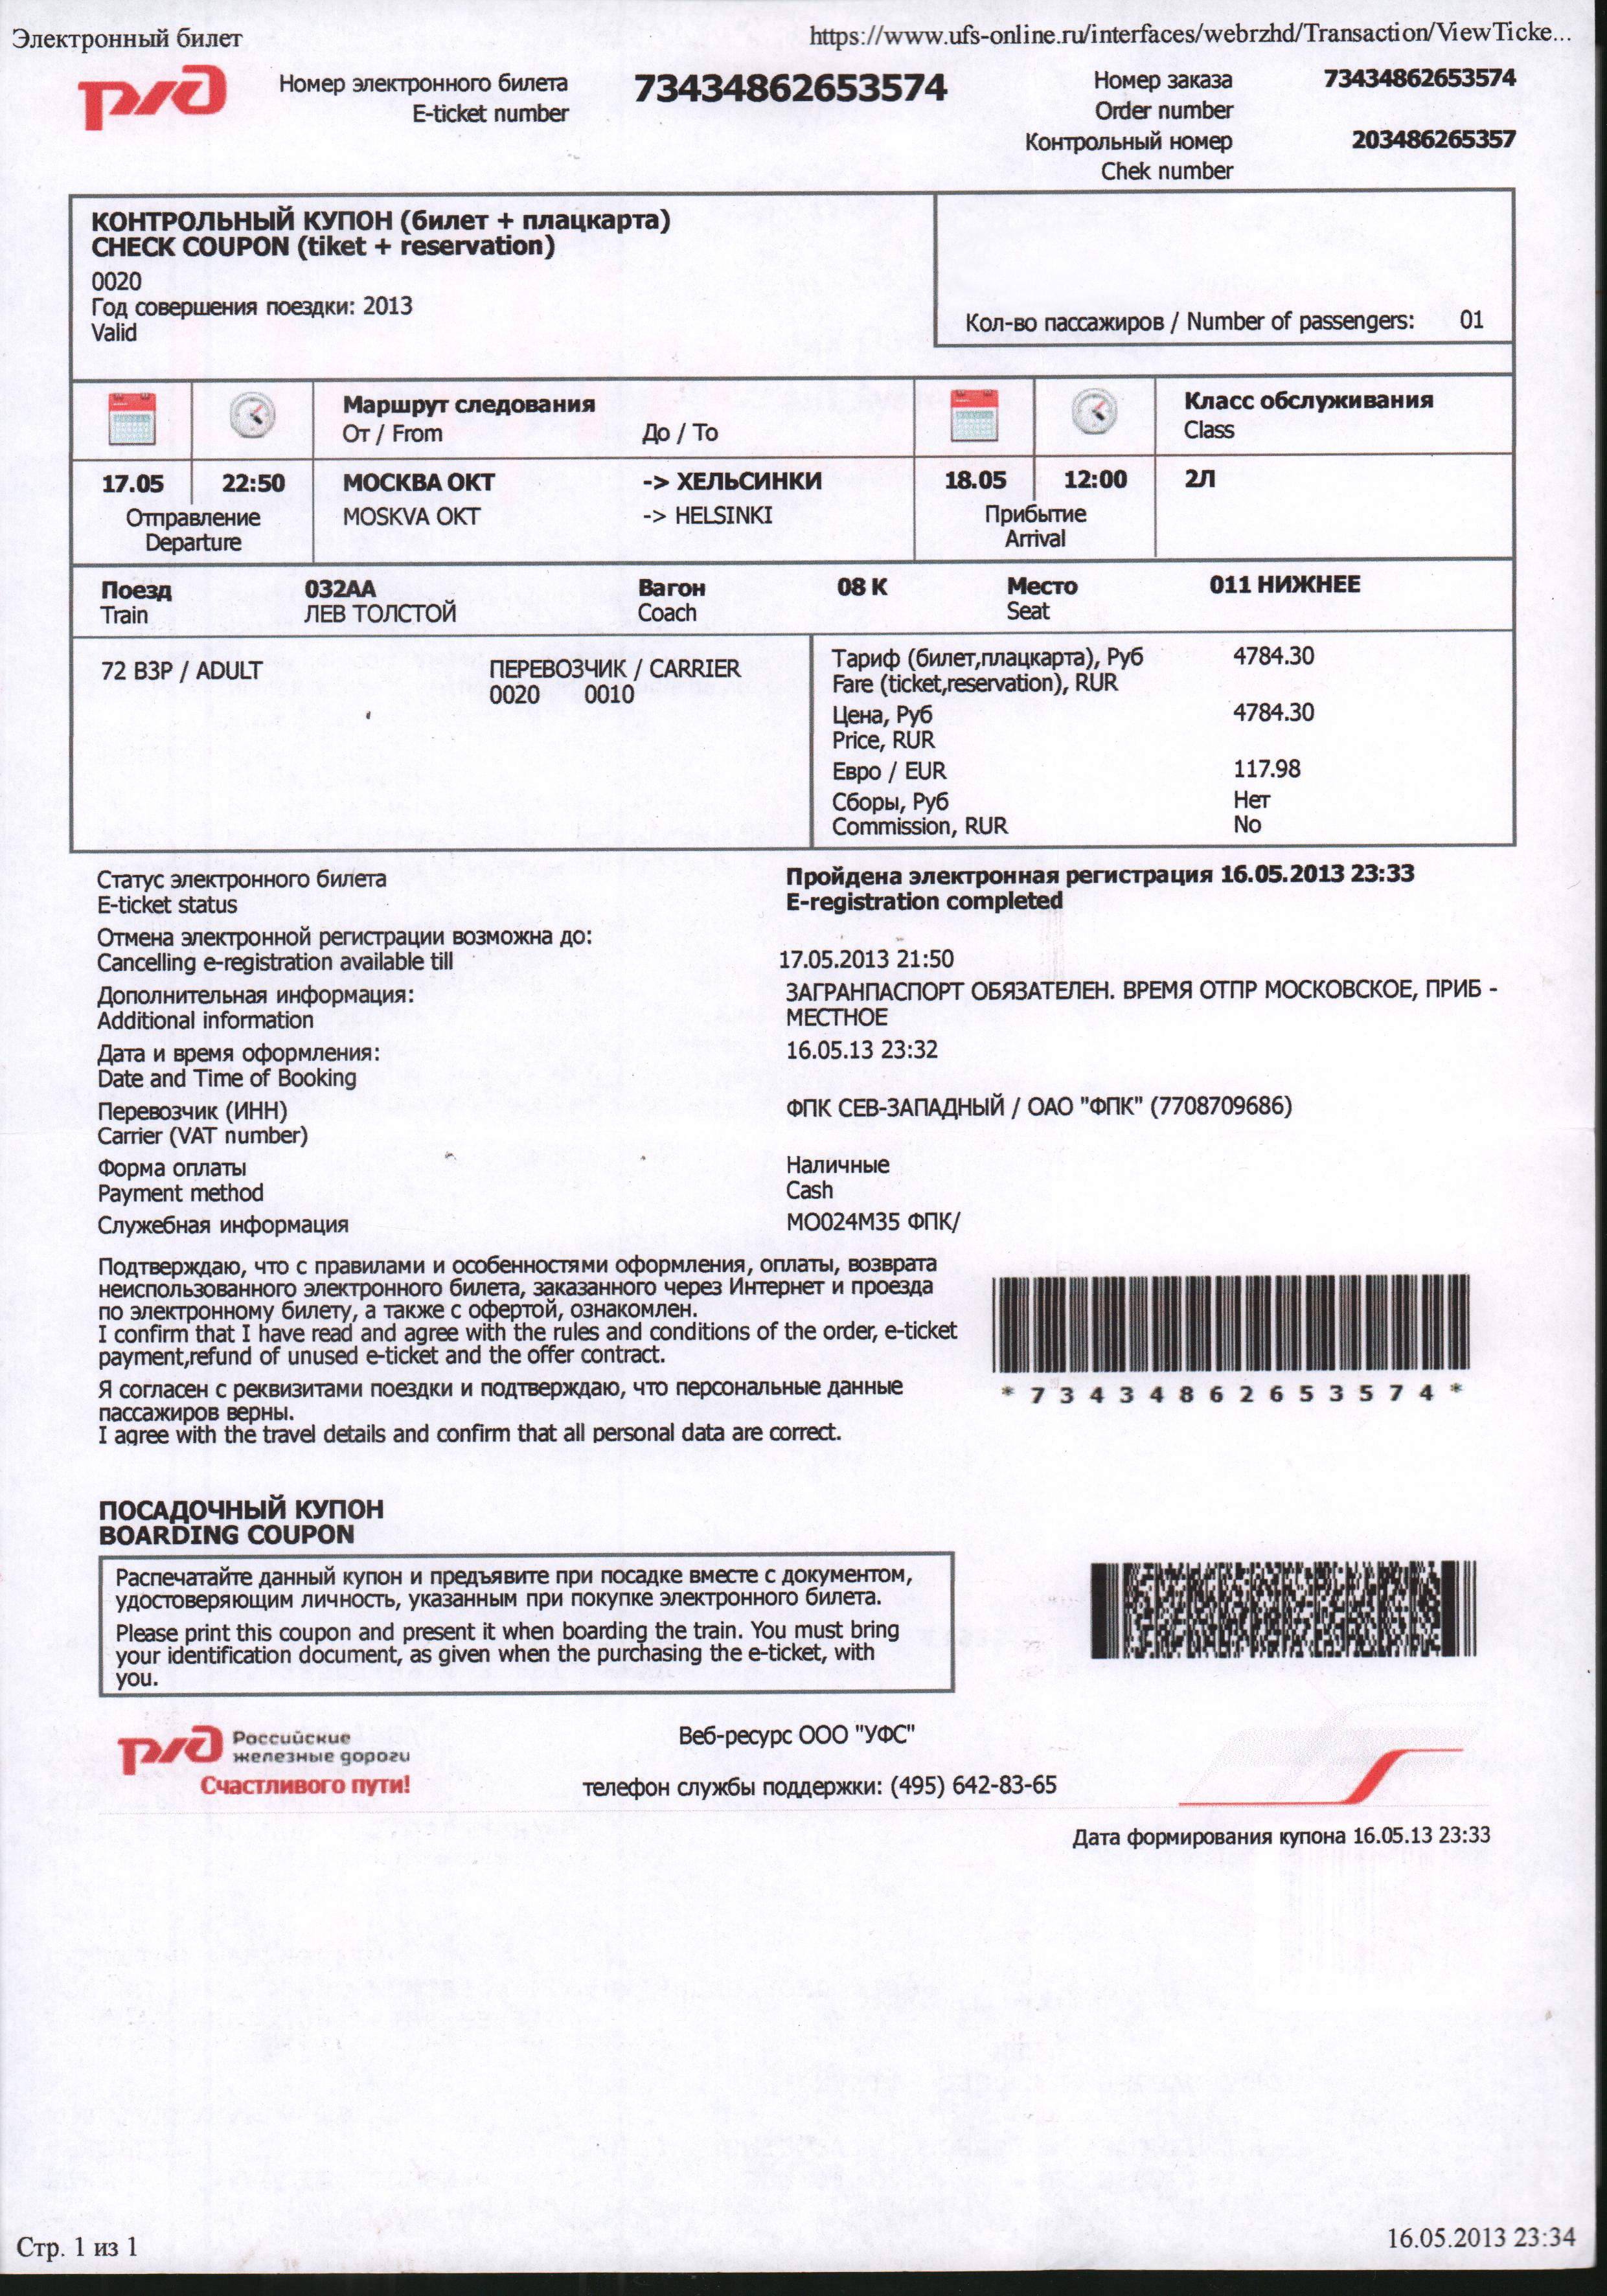 Электронный билет
https://www.ufs-online.ru/interfaces/webrzhd/Transaction/ViewTicke...
ржд
Номер электронного билета
E-ticket number
73434862653574
Номер заказа
Order number
73434862653574
Контрольный номер
Chek number
203486265357
КОНТРОЛЬНЫЙ КУПОН (билет + плацкарта)
CHECK COUPON (tiket + reservation)
0020
Год совершения поездки: 2013
Valid
Кол-во пассажиров / Number of passengers: 01
Маршрут следования
От / From До / To
Класс обслуживания
Class
17.05 22:50 МОСКВА ОКТ -> ХЕЛЬСИНКИ 18.05 12:00 2Л
Отправление
Departure
MOSKVA OKT -> HELSINKI
Прибытие
Arrival
Поезд 032АА Вагон 08 К Место 011 НИЖНЕЕ
Train ЛЕВ ТОЛСТОЙ Coach Seat
72 ВЗР / ADULT
ПЕРЕВОЗЧИК / CARRIER
0020 0010
Тариф (билет,плацкарта), Руб 4784.30
Fare (ticket,reservation), RUR
Цена, Руб 4784.30
Price, RUR
Евро / EUR 117.98
Сборы, Руб Нет
Commission, RUR No
Статус электронного билета Пройдена электронная регистрация 16.05.2013 23:33
E-ticket status E-registration completed
Отмена электронной регистрации возможна до:
Cancelling e-registration available till 17.05.2013 21:50
Дополнительная информация: ЗАГРАНПАСПОРТ ОБЯЗАТЕЛЕН. ВРЕМЯ ОТПР МОСКОВСКОЕ, ПРИБ -
Additional information МЕСТНОЕ
Дата и время оформления: 16.05.13 23:32
Date and Time of Booking
Перевозчик (ИНН) ФПК СЕВ-ЗАПАДНЫЙ / ОАО "ФПК" (7708709686)
Carrier (VAT number)
Форма оплаты Наличные
Payment method Cash
Служебная информация МО024М35 ФПК/
Подтверждаю, что с правилами и особенностями оформления, оплаты, возврата
неиспользованного электронного билета, заказанного через Интернет и проезда
по электронному билету, а также с офертой, ознакомлен.
I confirm that I have read and agree with the rules and conditions of the order, e-ticket
payment,refund of unused e-ticket and the offer contract.
Я согласен с реквизитами поездки и подтверждаю, что персональные данные
пассажиров верны.
I agree with the travel details and confirm that all personal data are correct.
*73434862653574*
ПОСАДОЧНЫЙ КУПОН
BOARDING COUPON
Распечатайте данный купон и предъявите при посадке вместе с документом,
удостоверяющим личность, указанным при покупке электронного билета.
Please print this coupon and present it when boarding the train. You must bring
your identification document, as given when the purchasing the e-ticket, with
you.
ржд Российские
железные дороги
Счастливого пути!
Веб-ресурс ООО "УФС"
телефон службы поддержки: (495) 642-83-65
Дата формирования купона 16.05.13 23:33
Стр. 1 из 1
16.05.2013 23:34